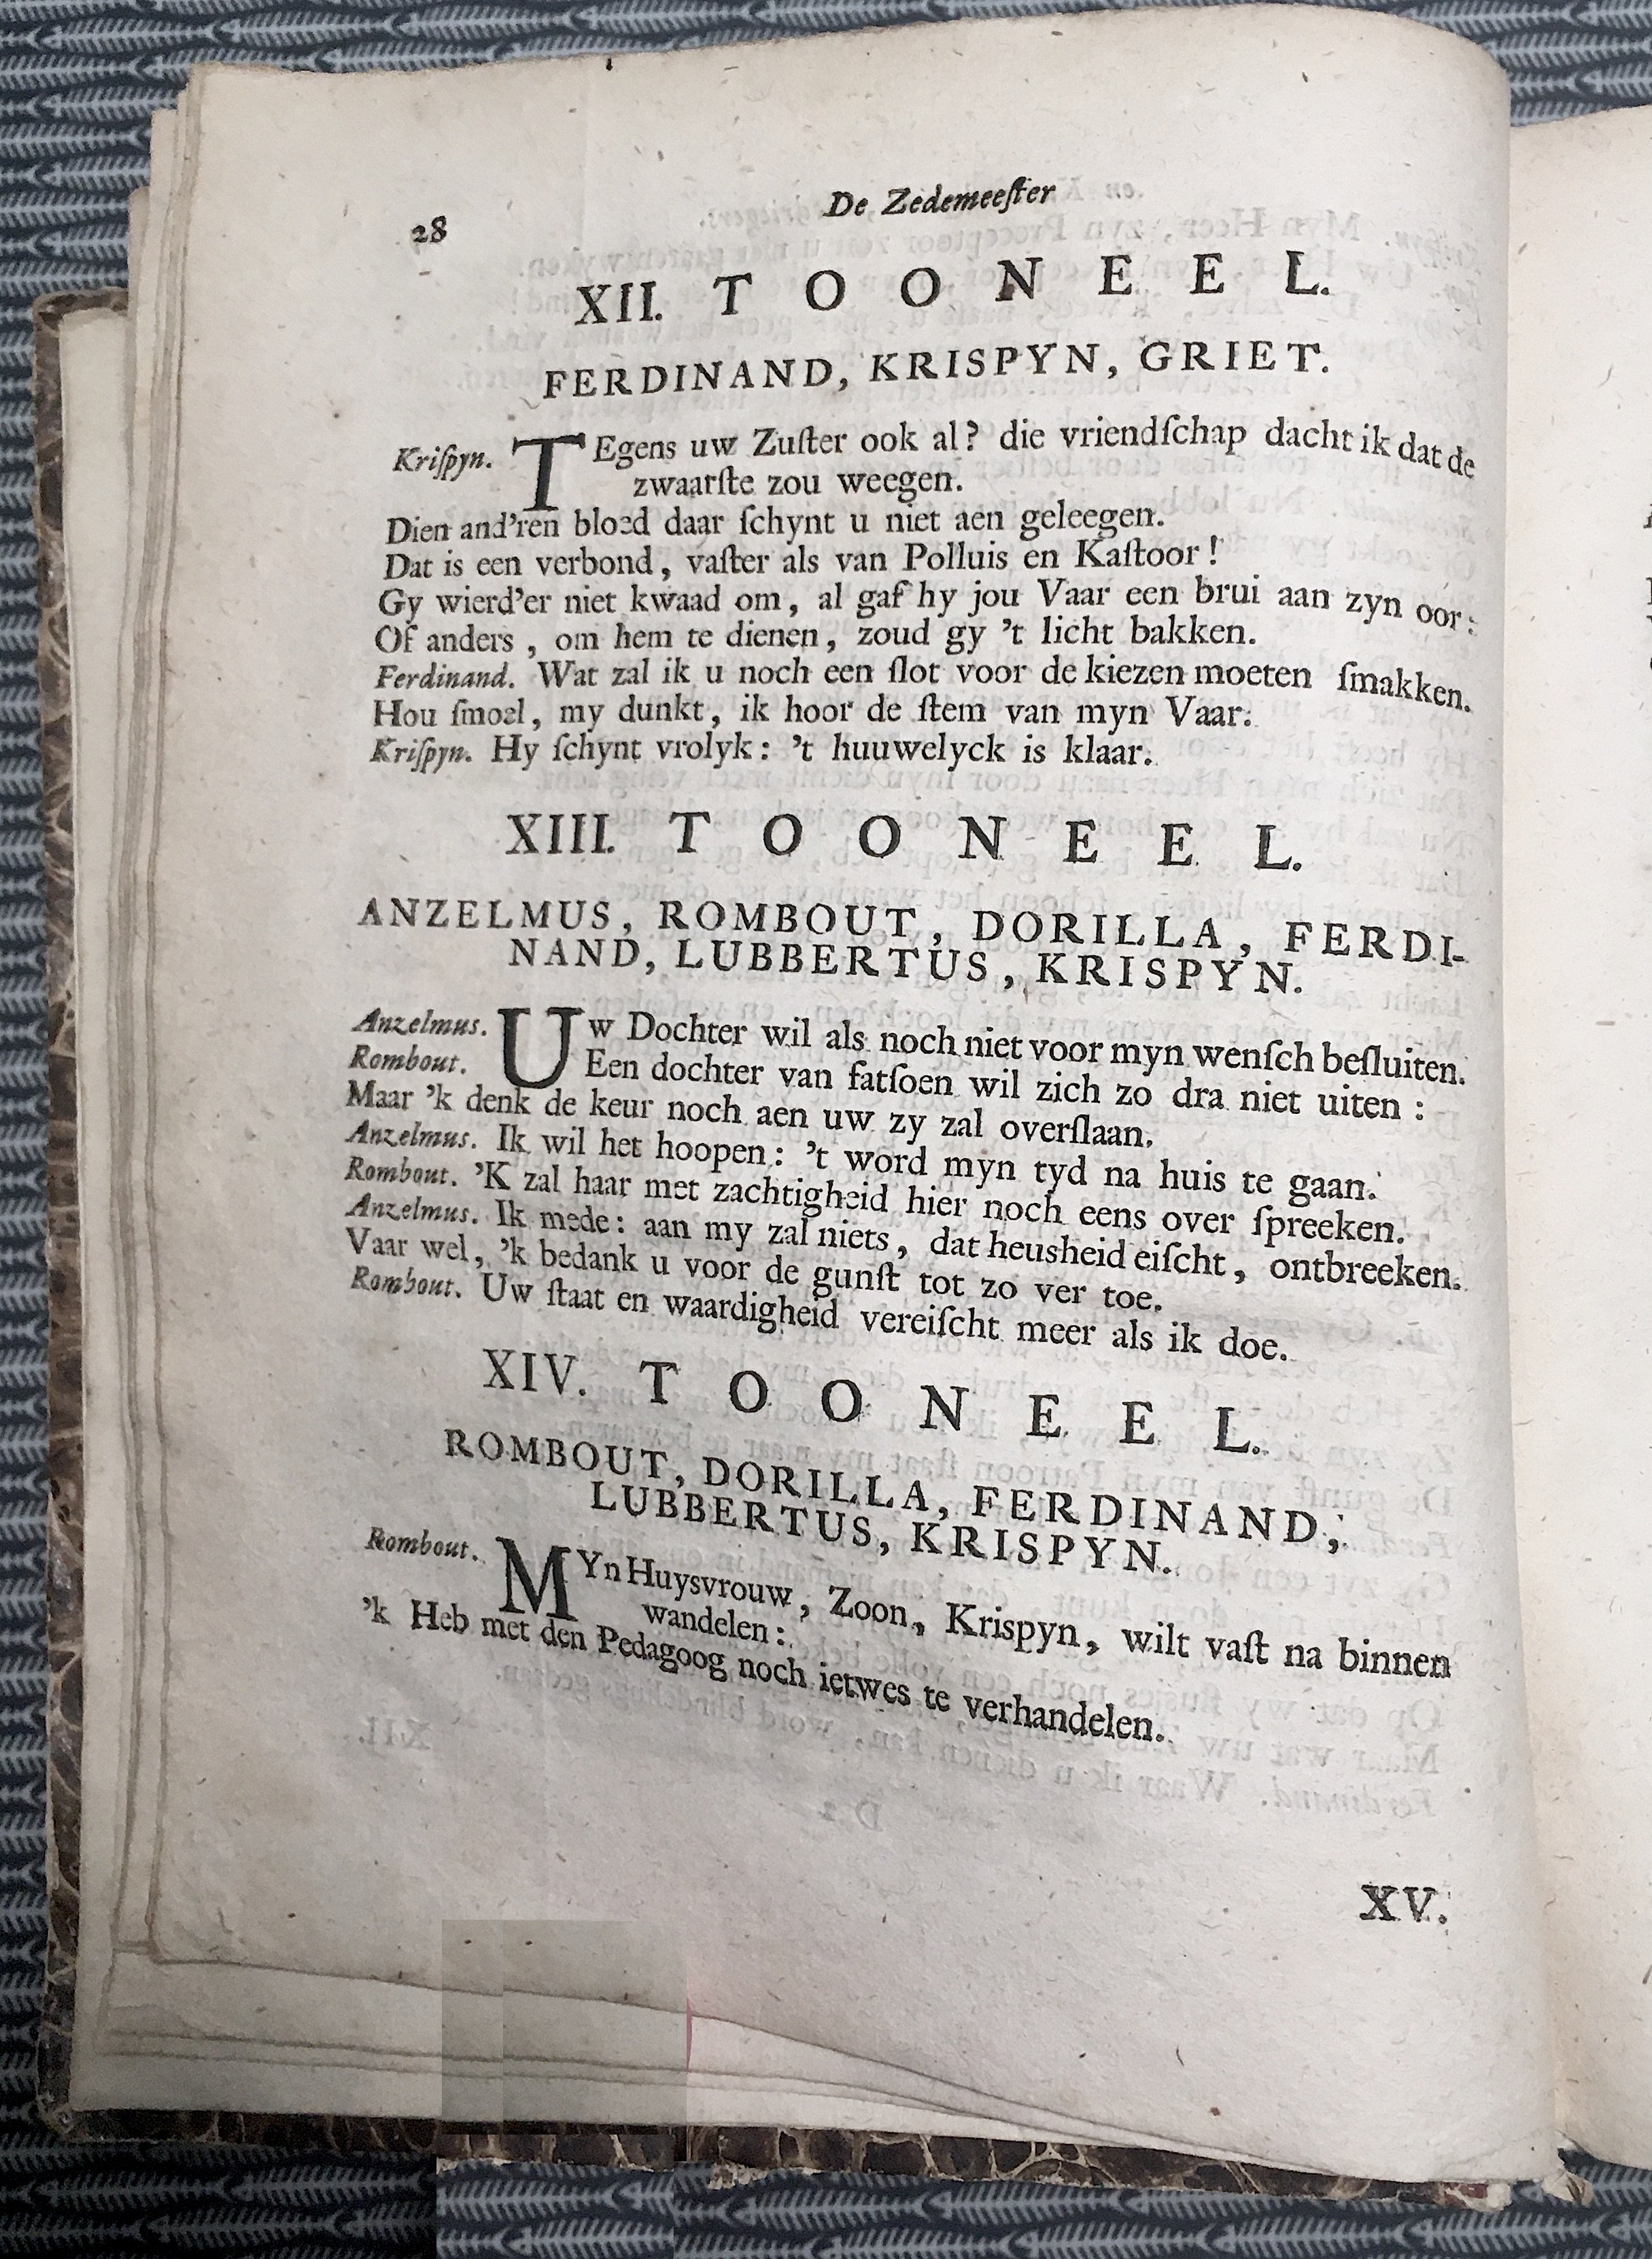 28
De Zedemeeſter
XII. TOONEEL.
FERDINAND, KRISPYN, GRIET.
Kriſpyn. TEgens uw Zuſter ook al? die vriendſchap dacht ik dat de
zwaarſte zou weegen.
Dien and'ren bloed daar ſchynt u niet aen geleegen.
Dat is een verbond, vaſter als van Polluis en Kaſtoor!
Gy wierd'er niet kwaad om, al gaf hy jou Vaar een brui aan zyn oor:
Of anders, om hem te dienen, zoud gy 't licht bakken.
Ferdinand. Wat zal ik u noch een ſlot voor de kiezen moeten ſmakken.
Hou ſmoel, my dunkt, ik hoor de ſtem van myn Vaar.
Kriſpyn. Hy ſchynt vrolyk: 't huuwelyck is klaar.
XIII. TOONEEL.
ANZELMUS, ROMBOUT, DORILLA, FERDI-
NAND, LUBBERTUS, KRISPYN.
Anzelmus. Uw Dochter wil als noch niet voor myn wenſch beſluiten.
Rombout. Een dochter van fatſoen wil zich zo dra niet uiten:
Maar 'k denk de keur noch aen uw zy zal overſlaan.
Anzelmus. Ik wil het hoopen: 't word myn tyd na huis te gaan.
Rombout. 'K zal haar met zachtigheid hier noch eens over ſpreeken.
Anzelmus. Ik mede: aan my zal niets, dat heusheid eiſcht, ontbreeken.
Vaar wel, 'k bedank u voor de gunſt tot zo ver toe.
Rombout. Uw ſtaat en waardigheid vereiſcht meer als ik doe.
XIV. TOONEEL.
ROMBOUT, DORILLA, FERDINAND,
LUBBERTUS, KRISPYN.
Rombout. MYn Huysvrouw, Zoon, Krispyn, wilt vaſt na binnen
wandelen:
'k Heb met den Pedagoog noch ietwes te verhandelen.
XV.